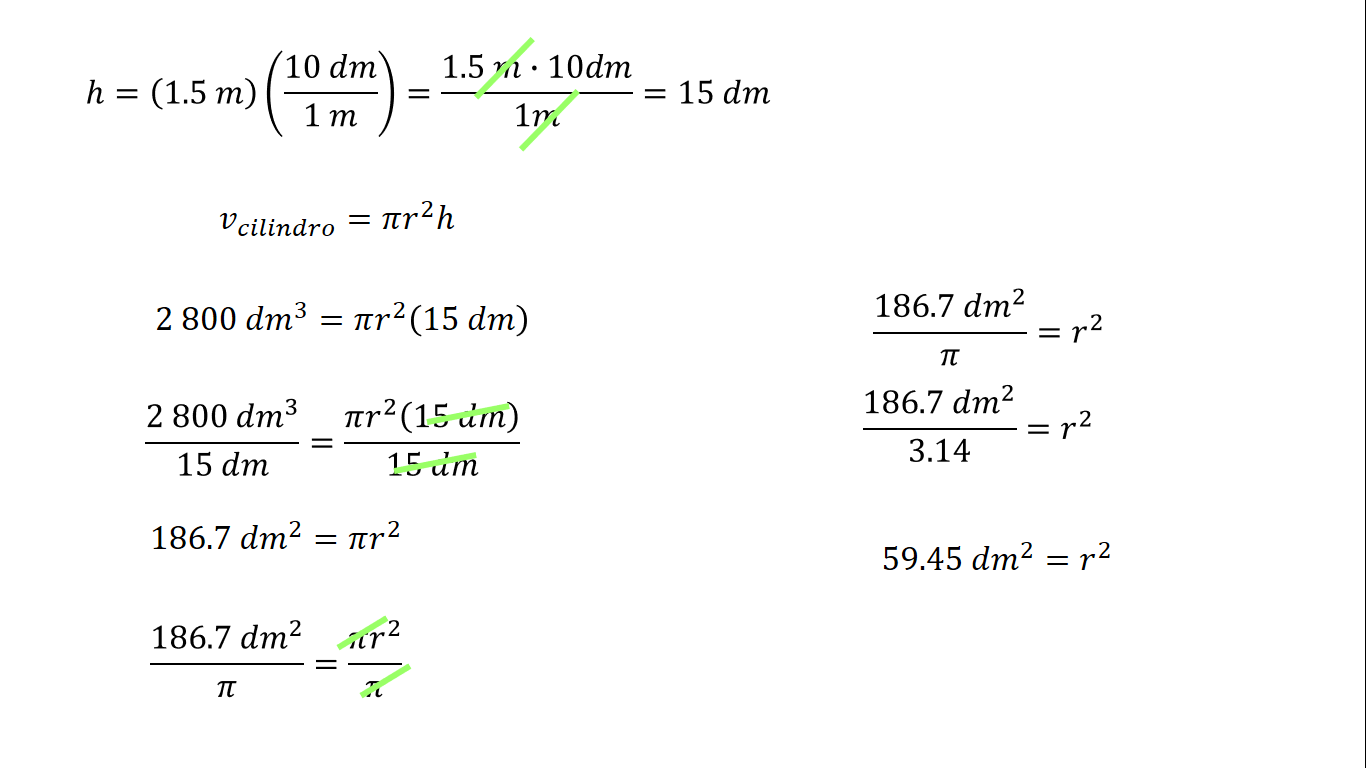 h = (1.5 m)(10 dm / 1 m) = 1.5 m · 10dm / 1m = 15 dm
v_cilindro = πr²h
2 800 dm³ = πr²(15 dm)
2 800 dm³ / 15 dm = πr²(15 dm) / 15 dm
186.7 dm² = πr²
186.7 dm² / π = πr² / π
186.7 dm² / π = r²
186.7 dm² / 3.14 = r²
59.45 dm² = r²